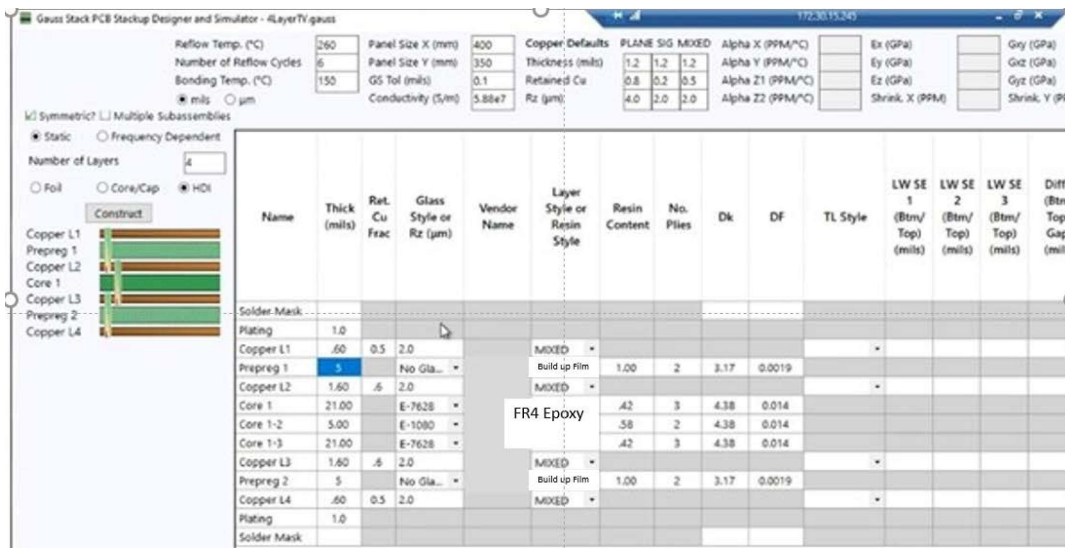 Gauss Stack PCB Stackup Designer and Simulator - 4LayerTV.gauss
172.30.15.245
Reflow Temp. (°C) 260 Panel Size X (mm) 400 Copper Defaults PLANE SIG MIXED Alpha X (PPM/°C) Ex (GPa) Gxy (GPa)
Number of Reflow Cycles 6 Panel Size Y (mm) 350 Thickness (mils) 1.2 1.2 1.2 Alpha Y (PPM/°C) Ey (GPa) Gxz (GPa)
Bonding Temp. (°C) 150 GS Tol (mils) 0.1 Retained Cu 0.8 0.2 0.5 Alpha Z1 (PPM/°C) Ez (GPa) Gyz (GPa)
mils μm Conductivity (S/m) 5.88e7 Rz (μm) 4.0 2.0 2.0 Alpha Z2 (PPM/°C) Shrink. X (PPM) Shrink. Y (P
Symmetric? Multiple Subassemblies
Static Frequency Dependent
Number of Layers 4
Foil Core/Cap HDI
Construct
Copper L1
Prepreg 1
Copper L2
Core 1
Copper L3
Prepreg 2
Copper L4
Name
Thick
(mils)
Ret.
Cu
Frac
Glass
Style or
Rz (μm)
Vendor
Name
Layer
Style or
Resin
Style
Resin
Content
No.
Plies
Dk
DF
TL Style
LW SE
1
(Btm/
Top)
(mils)
LW SE
2
(Btm/
Top)
(mils)
LW SE
3
(Btm/
Top)
(mils)
Diff
(Btm
Top
Gap
(mil
Solder Mask
Plating 1.0
Copper L1 .60 0.5 2.0 MIXED
Prepreg 1 5 No Gla... Build up Film 1.00 2 3.17 0.0019
Copper L2 1.60 .6 2.0 MIXED
Core 1 21.00 E-7628 .42 3 4.38 0.014
FR4 Epoxy
Core 1-2 5.00 E-1080 .58 2 4.38 0.014
Core 1-3 21.00 E-7628 .42 3 4.38 0.014
Copper L3 1.60 .6 2.0 MIXED
Prepreg 2 5 No Gla... Build up Film 1.00 2 3.17 0.0019
Copper L4 .60 0.5 2.0 MIXED
Plating 1.0
Solder Mask